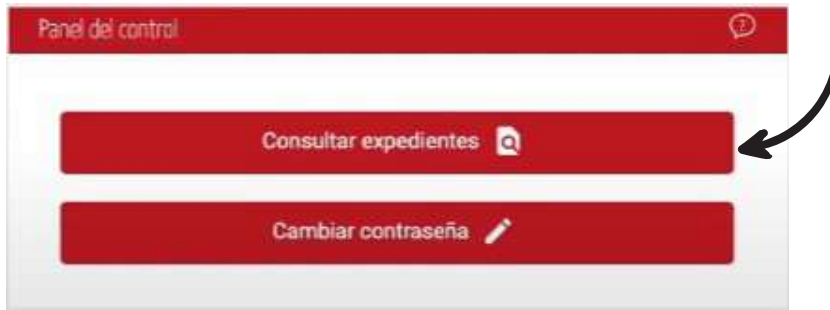 Panel del control
Consultar expedientes
Cambiar contraseña